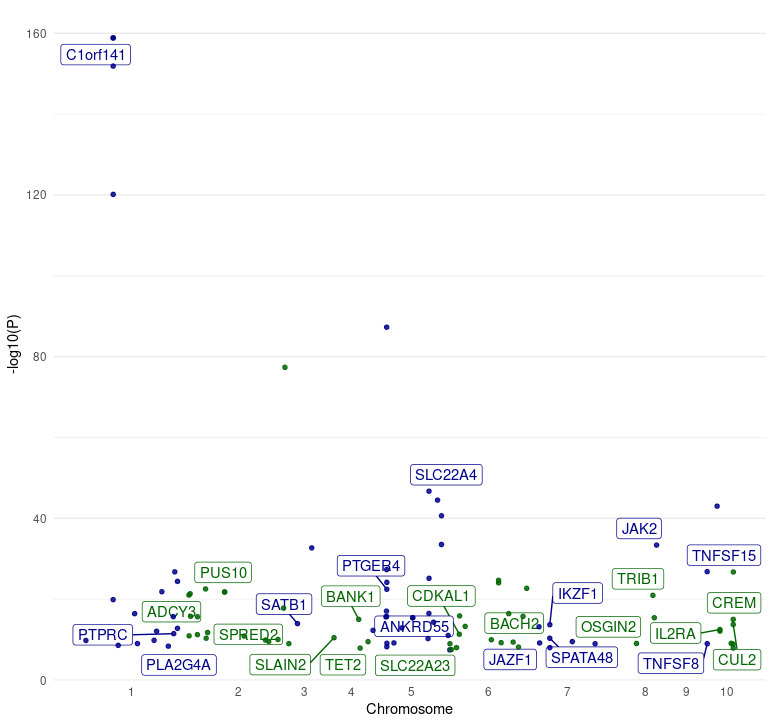 160
C1orf141
120
-log10(P)
80
SLC22A4
40
JAK2
TNFSF15
PTGER4
PUS10
TRIB1
IKZF1
BANK1
CDKAL1
CREM
SATB1
ADCY3
BACH2
OSGIN2
ANKRD55
IL2RA
PTPRC
SPRED2
JAZF1
SPATA48
CUL2
TNFSF8
PLA2G4A
SLAIN2
TET2
SLC22A23
0
1 2 3 4 5 6 7 8 9 10
Chromosome